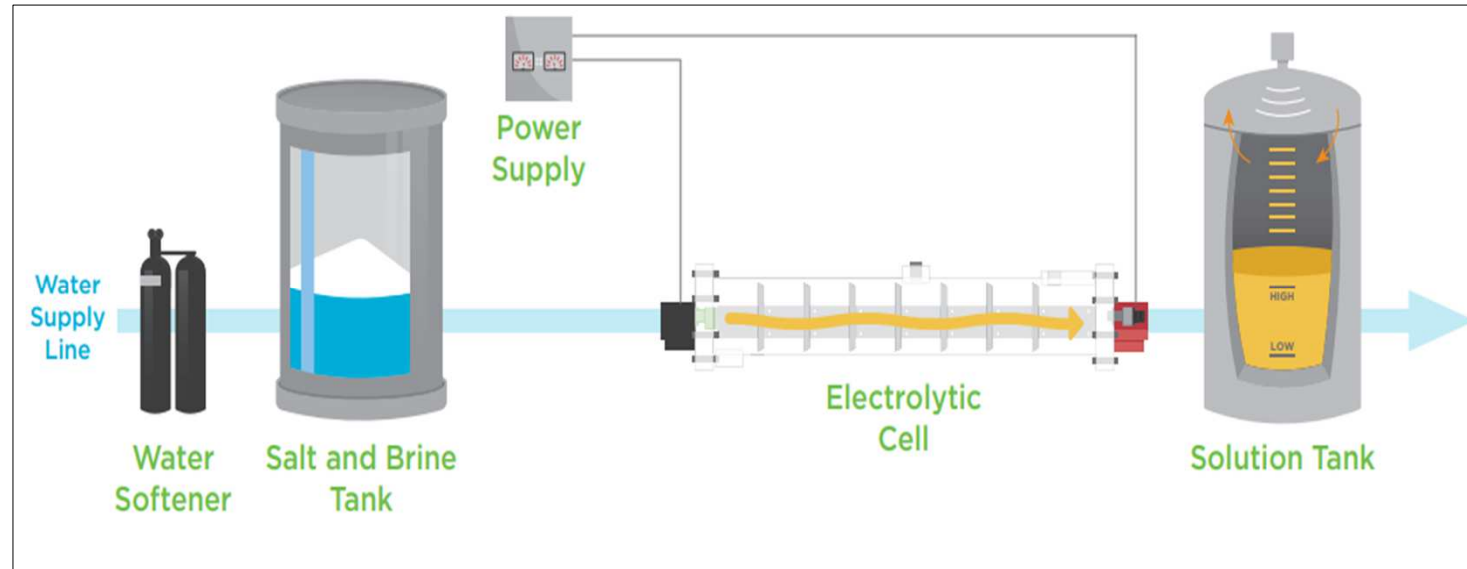 Power
Supply
Water
Supply
Line
HIGH
LOW
Electrolytic
Cell
Water
Softener
Salt and Brine
Tank
Solution Tank